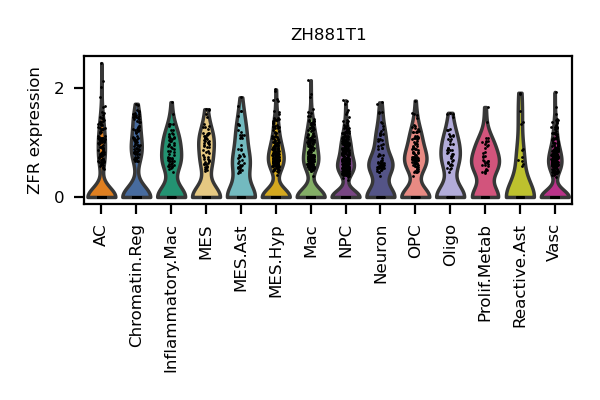 ZH881T1
ZFR expression
2
0
AC
Chromatin.Reg
Inflammatory.Mac
MES
MES.Ast
MES.Hyp
Mac
NPC
Neuron
OPC
Oligo
Prolif.Metab
Reactive.Ast
Vasc